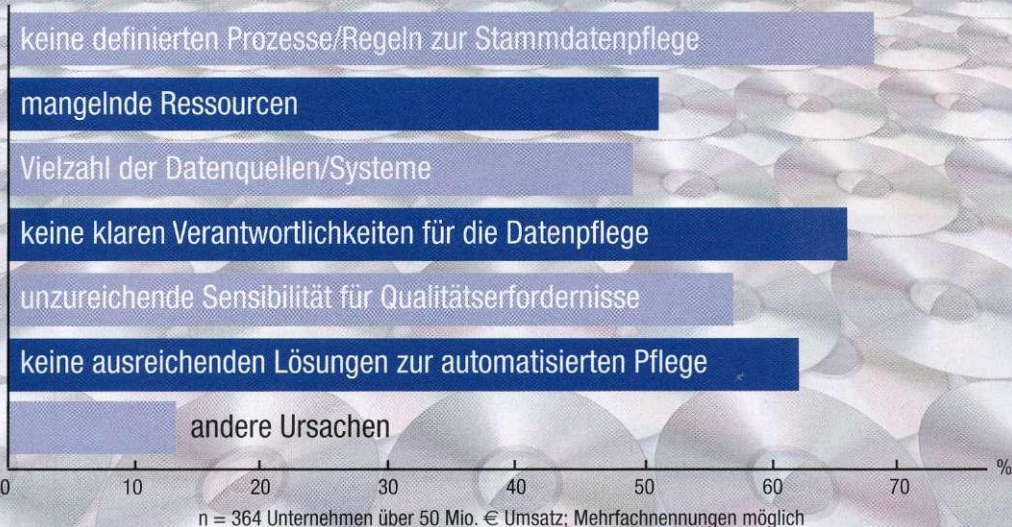 keine definierten Prozesse/Regeln zur Stammdatenpflege
mangelnde Ressourcen
Vielzahl der Datenquellen/Systeme
keine klaren Verantwortlichkeiten für die Datenpflege
unzureichende Sensibilität für Qualitätserfordernisse
keine ausreichenden Lösungen zur automatisierten Pflege
andere Ursachen
0 10 20 30 40 50 60 70 %
n = 364 Unternehmen über 50 Mio. € Umsatz; Mehrfachnennungen möglich